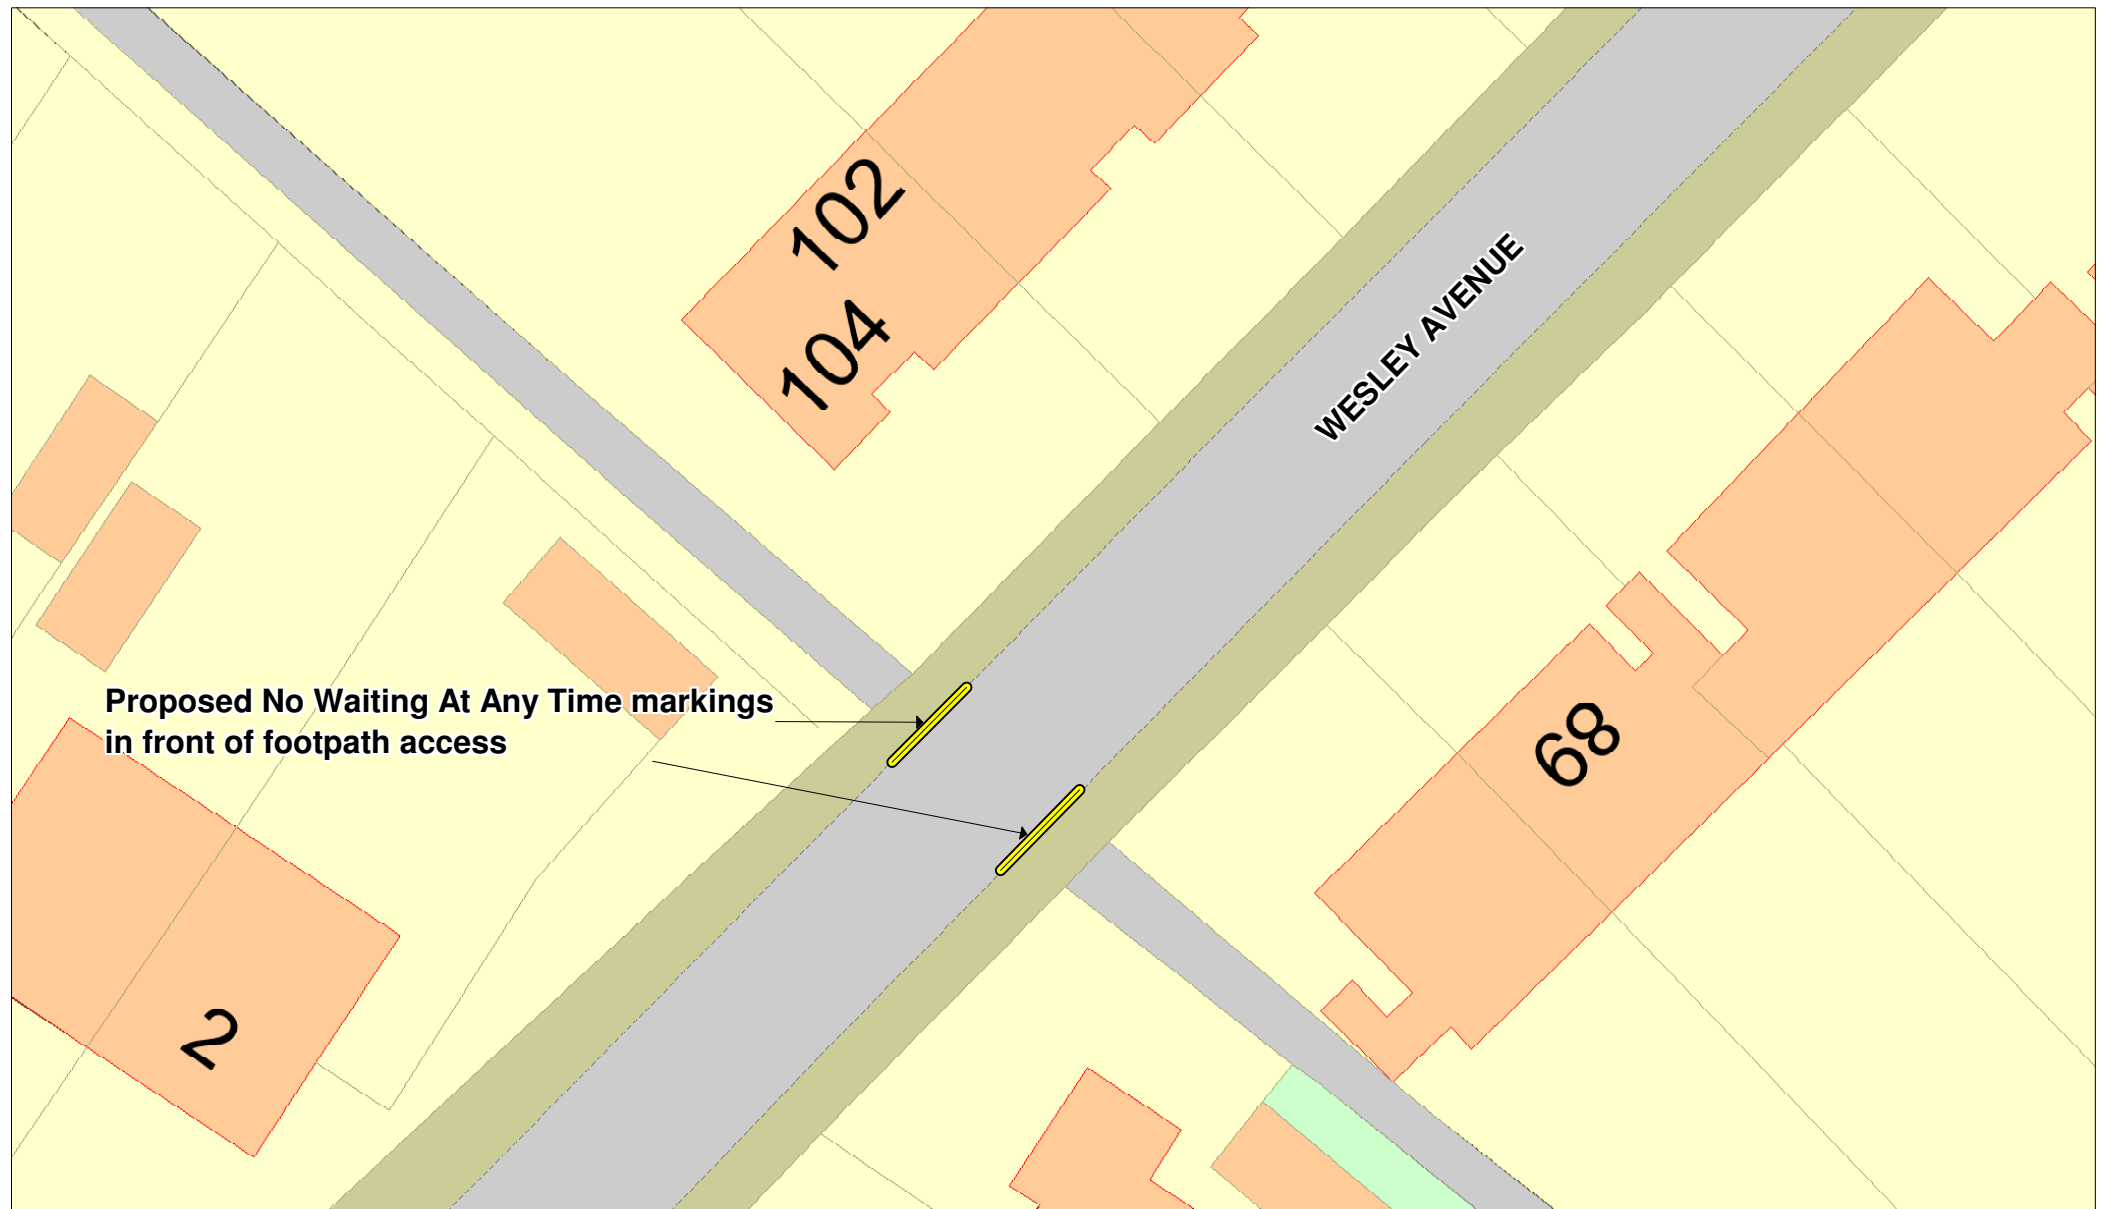 102
104
WESLEY AVENUE
Proposed No Waiting At Any Time markings
in front of footpath access
68
2